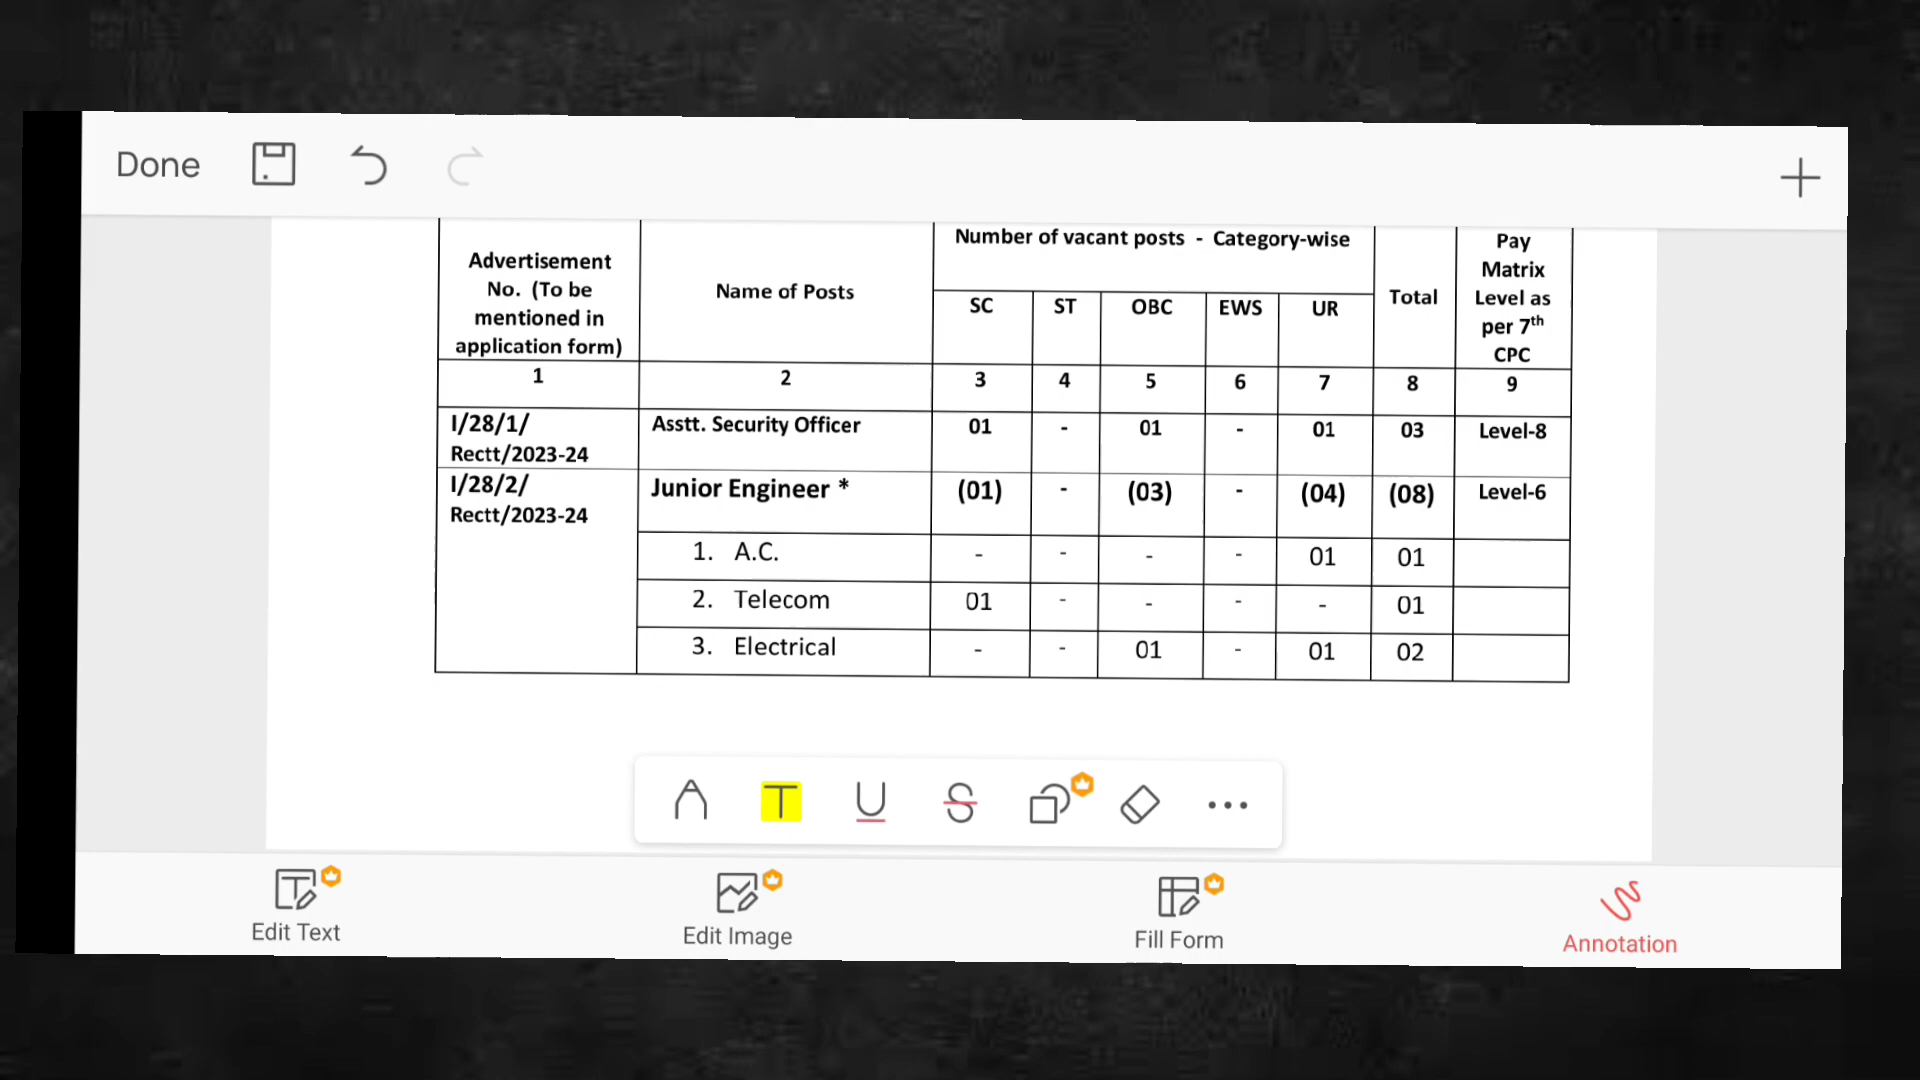 Done
Advertisement No. (To be mentioned in application form) Name of Posts Number of vacant posts - Category-wise Total Pay Matrix Level as per 7th CPC
SC ST OBC EWS UR
1 2 3 4 5 6 7 8 9
I/28/1/ Rectt/2023-24 Asstt. Security Officer 01 - 01 - 01 03 Level-8
I/28/2/ Rectt/2023-24 Junior Engineer * (01) - (03) - (04) (08) Level-6
1. A.C. - - - - 01 01
2. Telecom 01 - - - - 01
3. Electrical - - 01 - 01 02
Edit Text Edit Image Fill Form Annotation